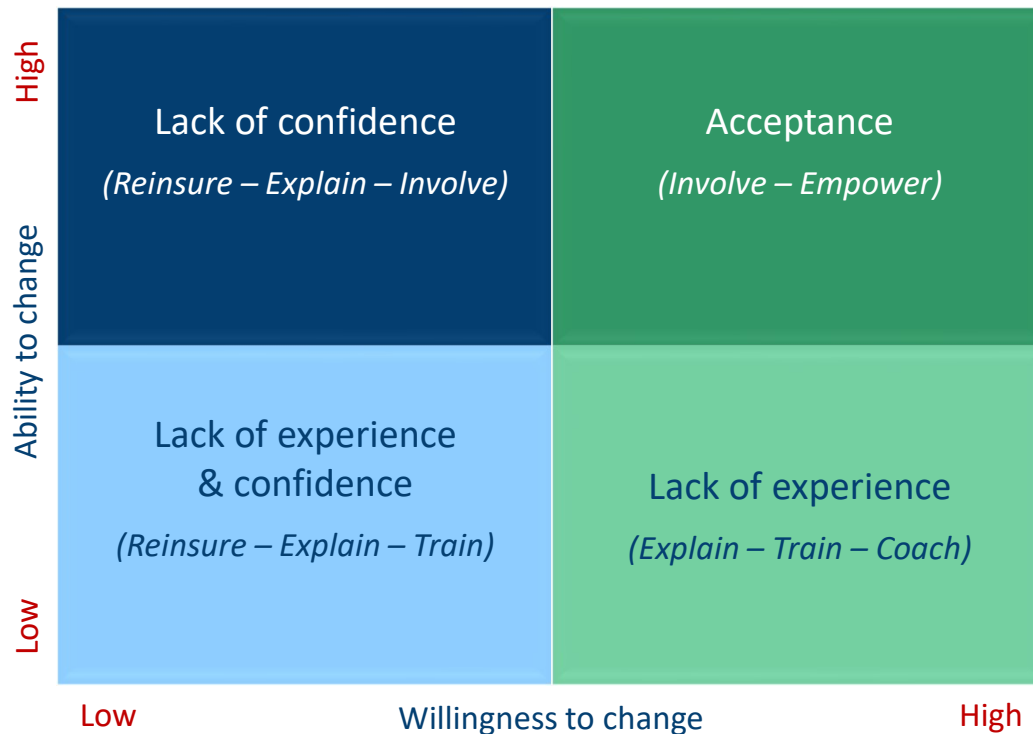 High
Ability to change
Low
Lack of confidence
(Reinsure – Explain – Involve)
Acceptance
(Involve – Empower)
Lack of experience
& confidence
(Reinsure – Explain – Train)
Lack of experience
(Explain – Train – Coach)
Low
Willingness to change
High